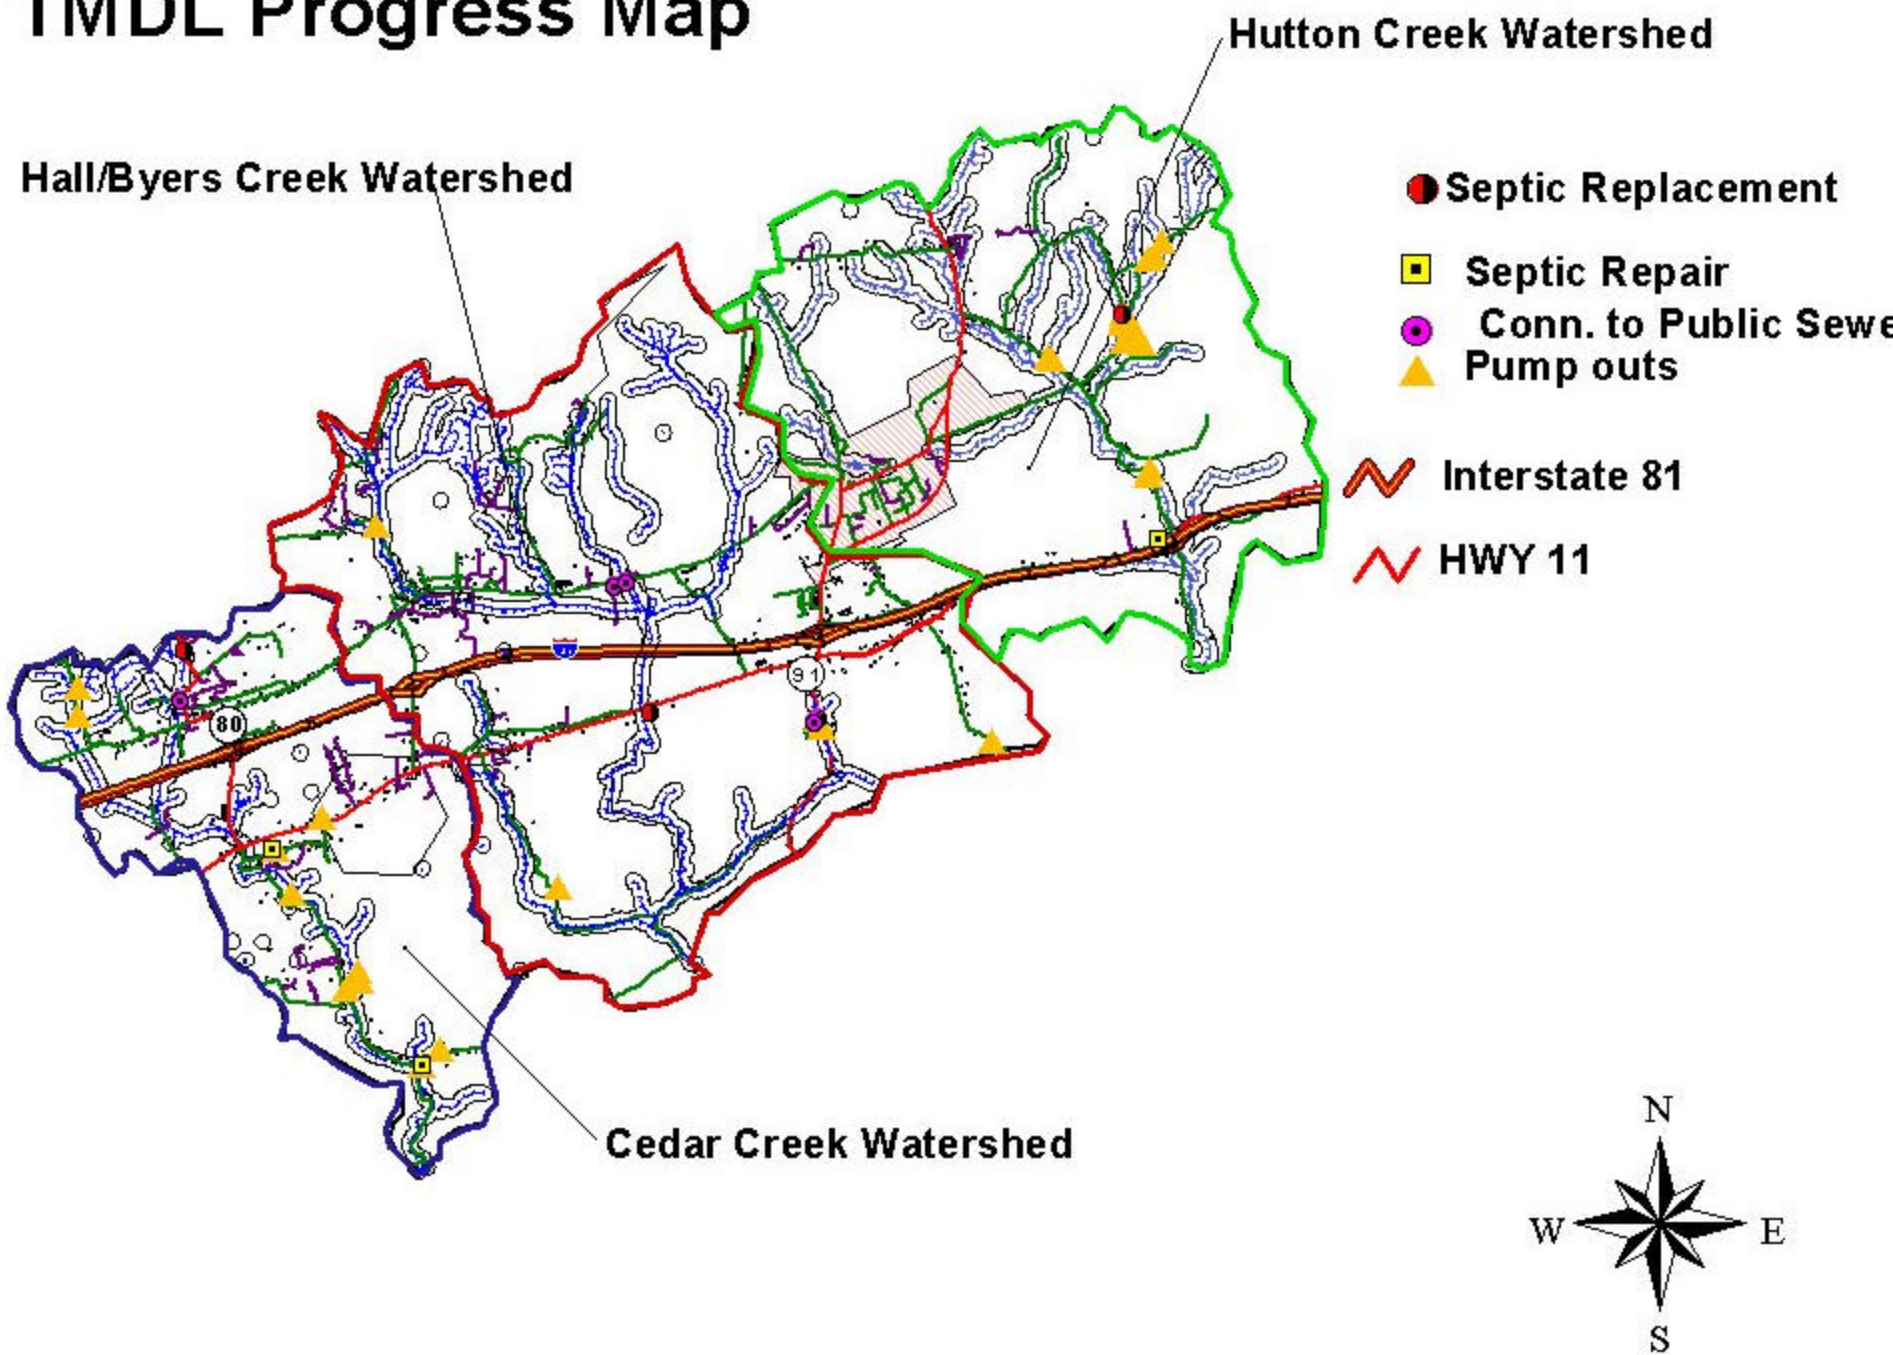 TMDL Progress Map
Hutton Creek Watershed
Hall/Byers Creek Watershed
Septic Replacement
Septic Repair
Conn. to Public Sewe
Pump outs
Interstate 81
HWY 11
91
80
Cedar Creek Watershed
N
W
E
S